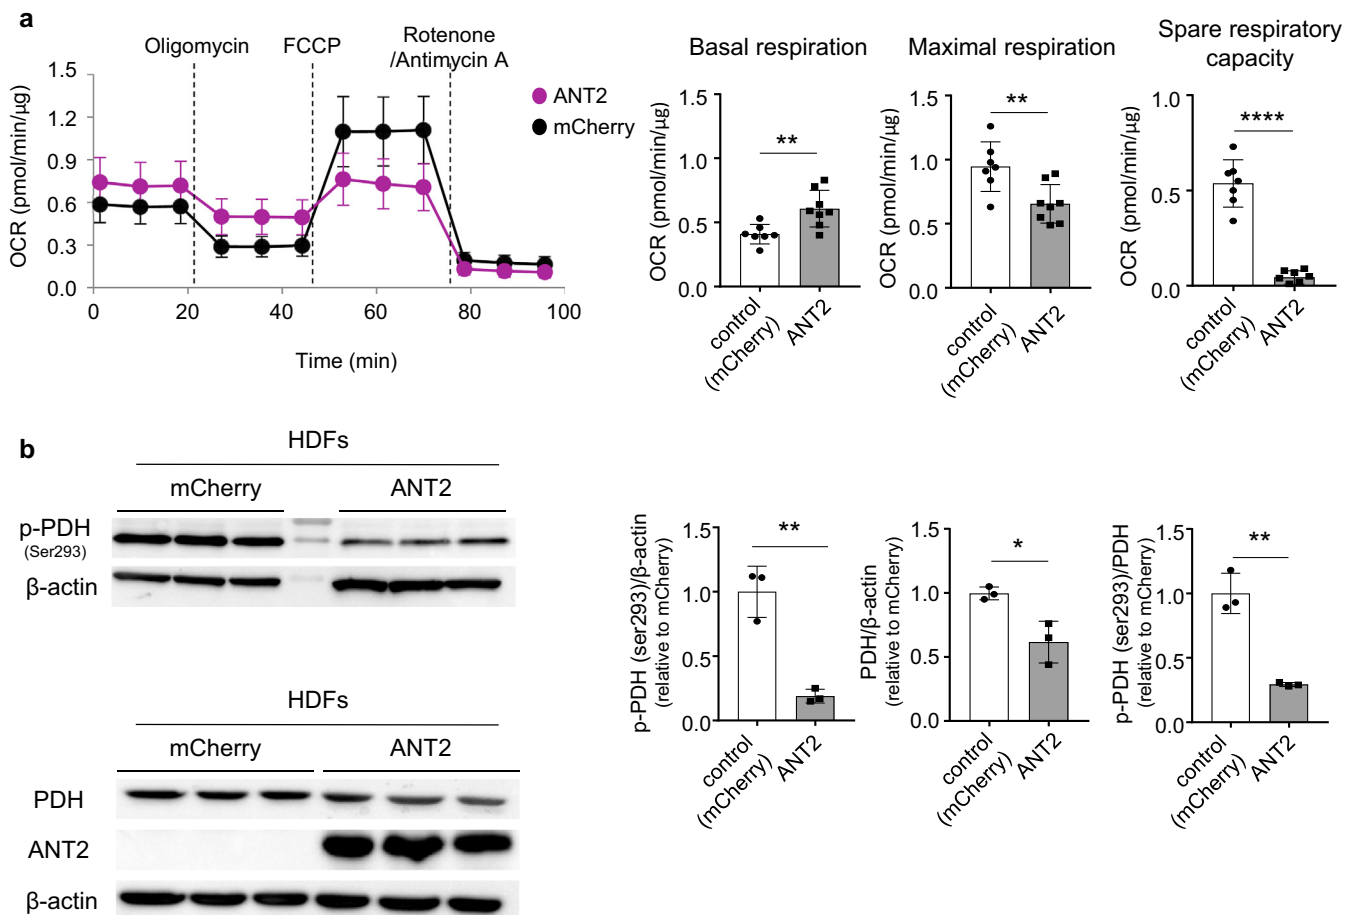 a
Oligomycin
FCCP
Rotenone
/Antimycin A
ANT2
mCherry
OCR (pmol/min/µg)
1.5
1.2
0.9
0.6
0.3
0.0
0
20
40
60
80
100
Time (min)
Basal respiration
OCR (pmol/min/µg)
1.5
1.0
0.5
0.0
**
control
(mCherry)
ANT2
Maximal respiration
OCR (pmol/min/µg)
1.5
1.0
0.5
0.0
**
control
(mCherry)
ANT2
Spare respiratory
capacity
OCR (pmol/min/µg)
1.0
0.5
0.0
****
control
(mCherry)
ANT2
b
HDFs
mCherry
ANT2
p-PDH
(Ser293)
β-actin
HDFs
mCherry
ANT2
PDH
ANT2
β-actin
p-PDH (ser293)/β-actin
(relative to mCherry)
1.5
1.0
0.5
0.0
**
control
(mCherry)
ANT2
PDH/β-actin
(relative to mCherry)
1.5
1.0
0.5
0.0
*
control
(mCherry)
ANT2
p-PDH (ser293)/PDH
(relative to mCherry)
1.5
1.0
0.5
0.0
**
control
(mCherry)
ANT2